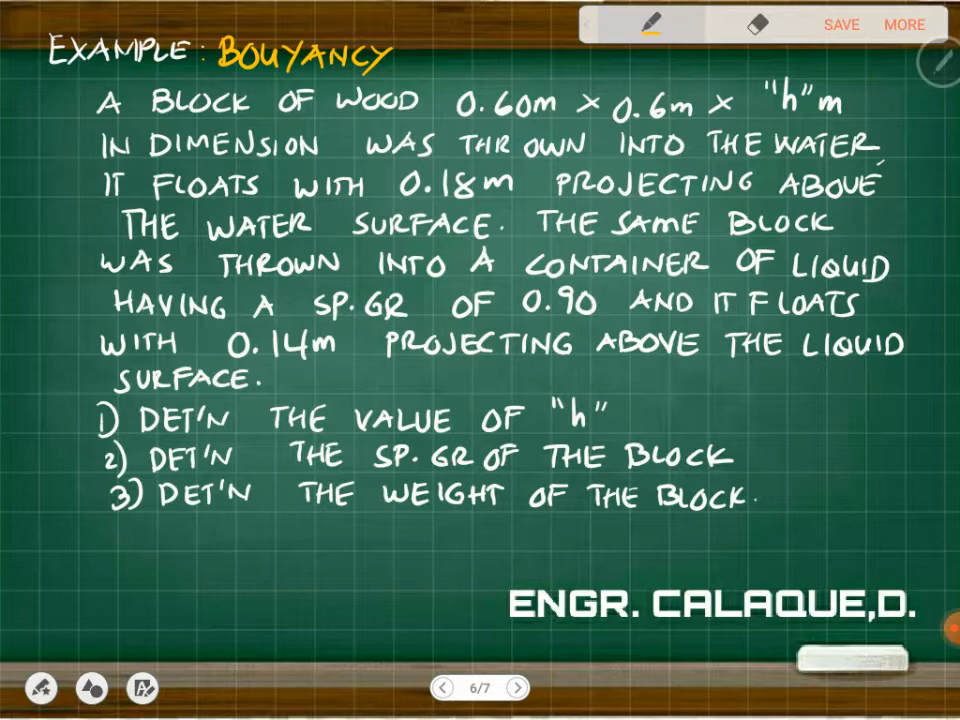 SAVE MORE
EXAMPLE: BOUYANCY
A BLOCK OF WOOD 0.60m × 0.6m × "h" m
IN DIMENSION WAS THROWN INTO THE WATER.
IT FLOATS WITH 0.18m PROJECTING ABOVE
THE WATER SURFACE. THE SAME BLOCK
WAS THROWN INTO A CONTAINER OF LIQUID
HAVING A SP.GR OF 0.90 AND IT FLOATS
WITH 0.14m PROJECTING ABOVE THE LIQUID
SURFACE.
1) DET'N THE VALUE OF "h"
2) DET'N THE SP.GR OF THE BLOCK
3) DET'N THE WEIGHT OF THE BLOCK.
ENGR. CALAQUE,D.
6/7